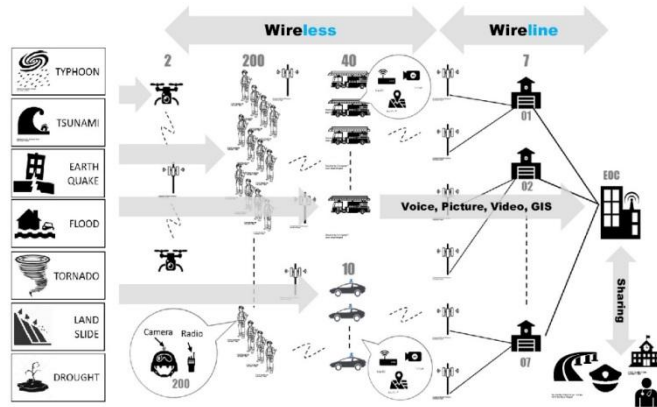 Wireless
Wireline
TYPHOON
TSUNAMI
EARTH
QUAKE
FLOOD
TORNADO
LAND
SLIDE
DROUGHT
2
200
40
7
01
02
EOC
Voice, Picture, Video, GIS
10
Sharing
Camera
Radio
200
07